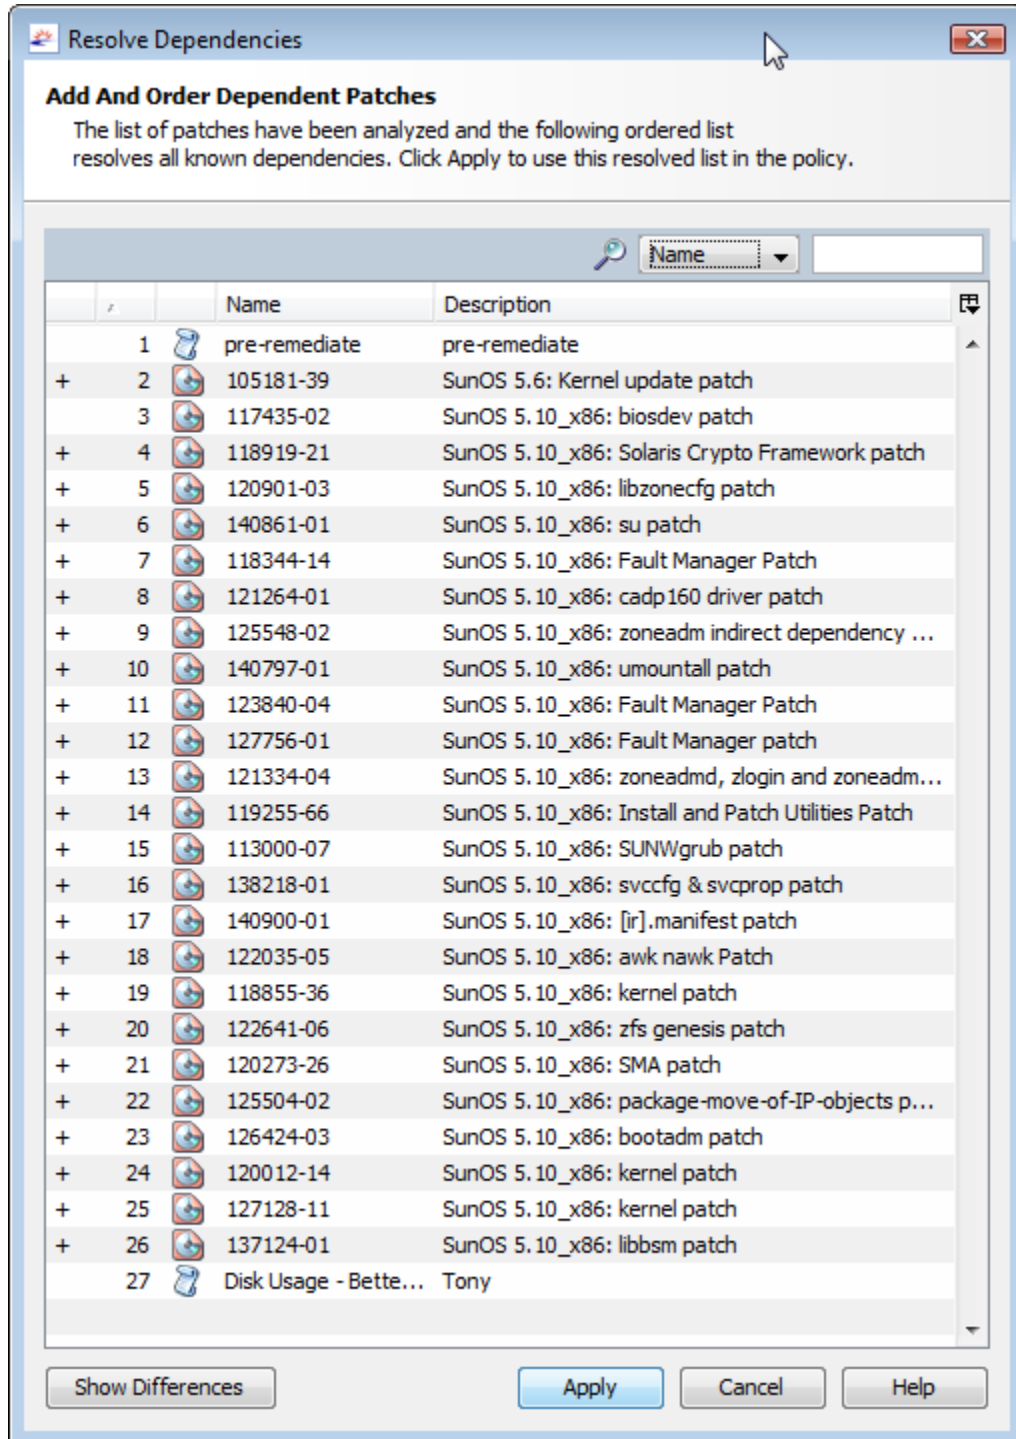 Resolve Dependencies
Add And Order Dependent Patches
The list of patches have been analyzed and the following ordered list
resolves all known dependencies. Click Apply to use this resolved list in the policy.
Name
Name Description
1 pre-remediate pre-remediate
+ 2 105181-39 SunOS 5.6: Kernel update patch
3 117435-02 SunOS 5.10_x86: biosdev patch
+ 4 118919-21 SunOS 5.10_x86: Solaris Crypto Framework patch
+ 5 120901-03 SunOS 5.10_x86: libzonecfg patch
+ 6 140861-01 SunOS 5.10_x86: su patch
+ 7 118344-14 SunOS 5.10_x86: Fault Manager Patch
+ 8 121264-01 SunOS 5.10_x86: cadp160 driver patch
+ 9 125548-02 SunOS 5.10_x86: zoneadm indirect dependency ...
+ 10 140797-01 SunOS 5.10_x86: umountall patch
+ 11 123840-04 SunOS 5.10_x86: Fault Manager Patch
+ 12 127756-01 SunOS 5.10_x86: Fault Manager patch
+ 13 121334-04 SunOS 5.10_x86: zoneadmd, zlogin and zoneadm...
+ 14 119255-66 SunOS 5.10_x86: Install and Patch Utilities Patch
+ 15 113000-07 SunOS 5.10_x86: SUNWgrub patch
+ 16 138218-01 SunOS 5.10_x86: svccfg & svcprop patch
+ 17 140900-01 SunOS 5.10_x86: [ir].manifest patch
+ 18 122035-05 SunOS 5.10_x86: awk nawk Patch
+ 19 118855-36 SunOS 5.10_x86: kernel patch
+ 20 122641-06 SunOS 5.10_x86: zfs genesis patch
+ 21 120273-26 SunOS 5.10_x86: SMA patch
+ 22 125504-02 SunOS 5.10_x86: package-move-of-IP-objects p...
+ 23 126424-03 SunOS 5.10_x86: bootadm patch
+ 24 120012-14 SunOS 5.10_x86: kernel patch
+ 25 127128-11 SunOS 5.10_x86: kernel patch
+ 26 137124-01 SunOS 5.10_x86: libbsm patch
27 Disk Usage - Bette... Tony
Show Differences Apply Cancel Help